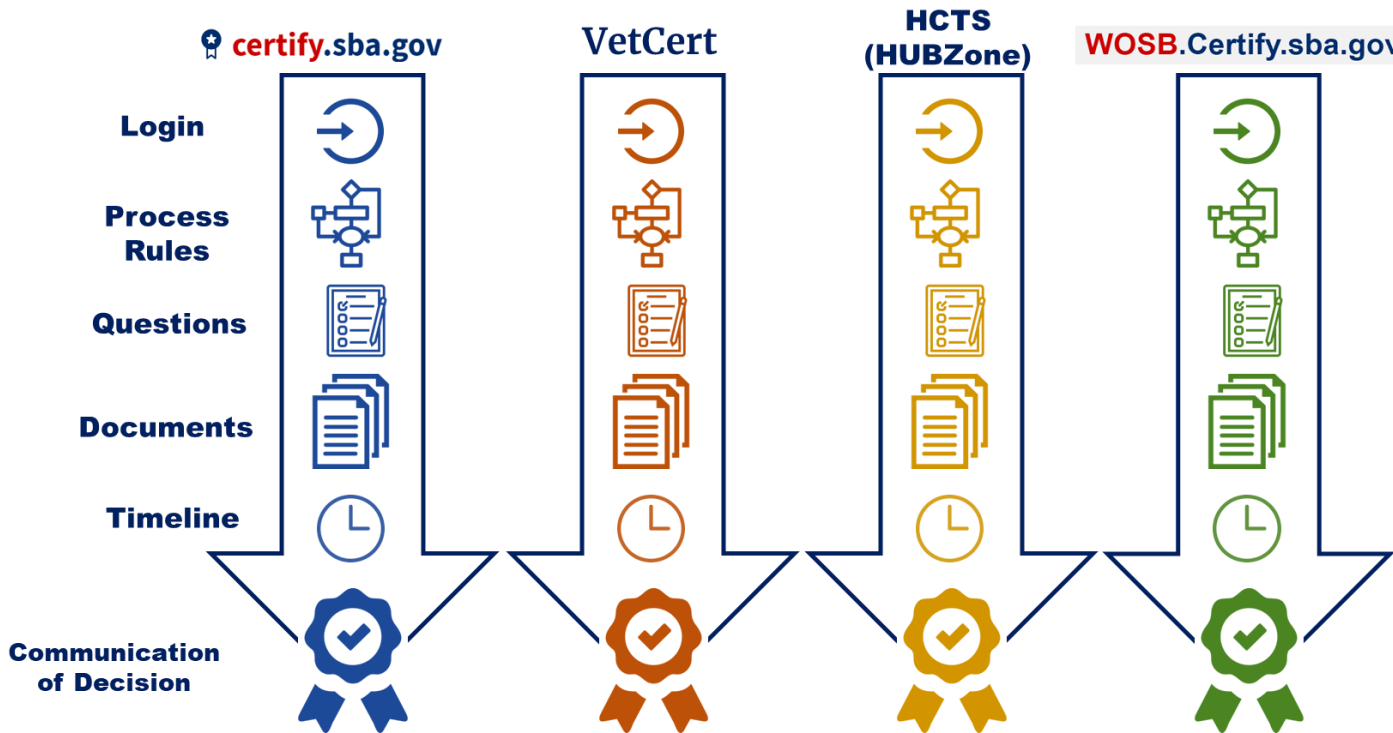 certify.sba.gov
VetCert
HCTS
(HUBZone)
WOSB.Certify.sba.gov
Login
Process
Rules
Questions
Documents
Timeline
Communication
of Decision